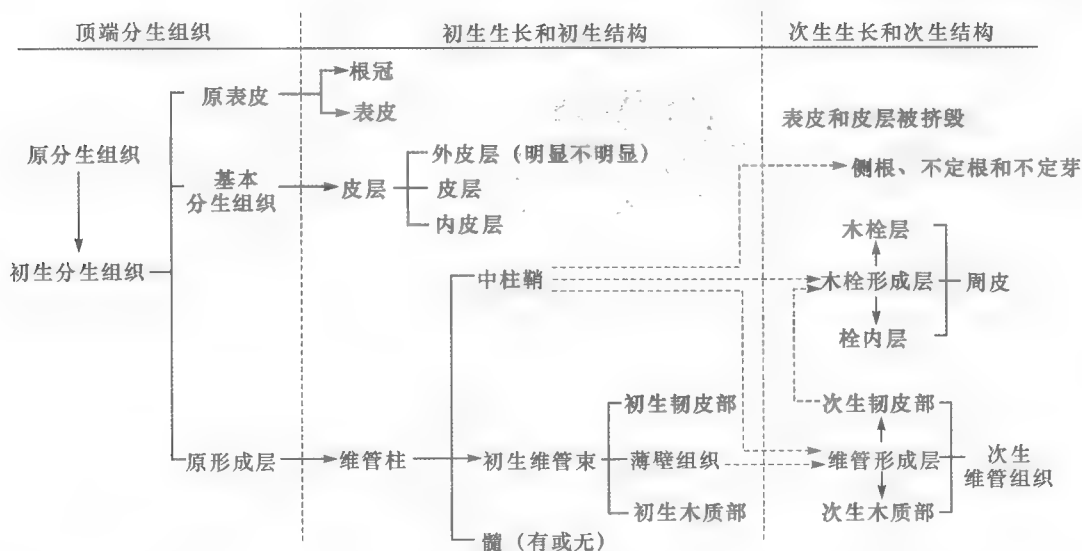 顶端分生组织
初生生长和初生结构
次生生长和次生结构
原分生组织
初生分生组织
原表皮
根冠
表皮
表皮和皮层被挤毁
基本
分生组织
皮层
外皮层（明显不明显）
皮层
内皮层
侧根、不定根和不定芽
中柱鞘
木栓层
木栓形成层
栓内层
周皮
原形成层
维管柱
初生维管束
初生韧皮部
薄壁组织
初生木质部
髓（有或无）
次生韧皮部
维管形成层
次生木质部
次生
维管组织